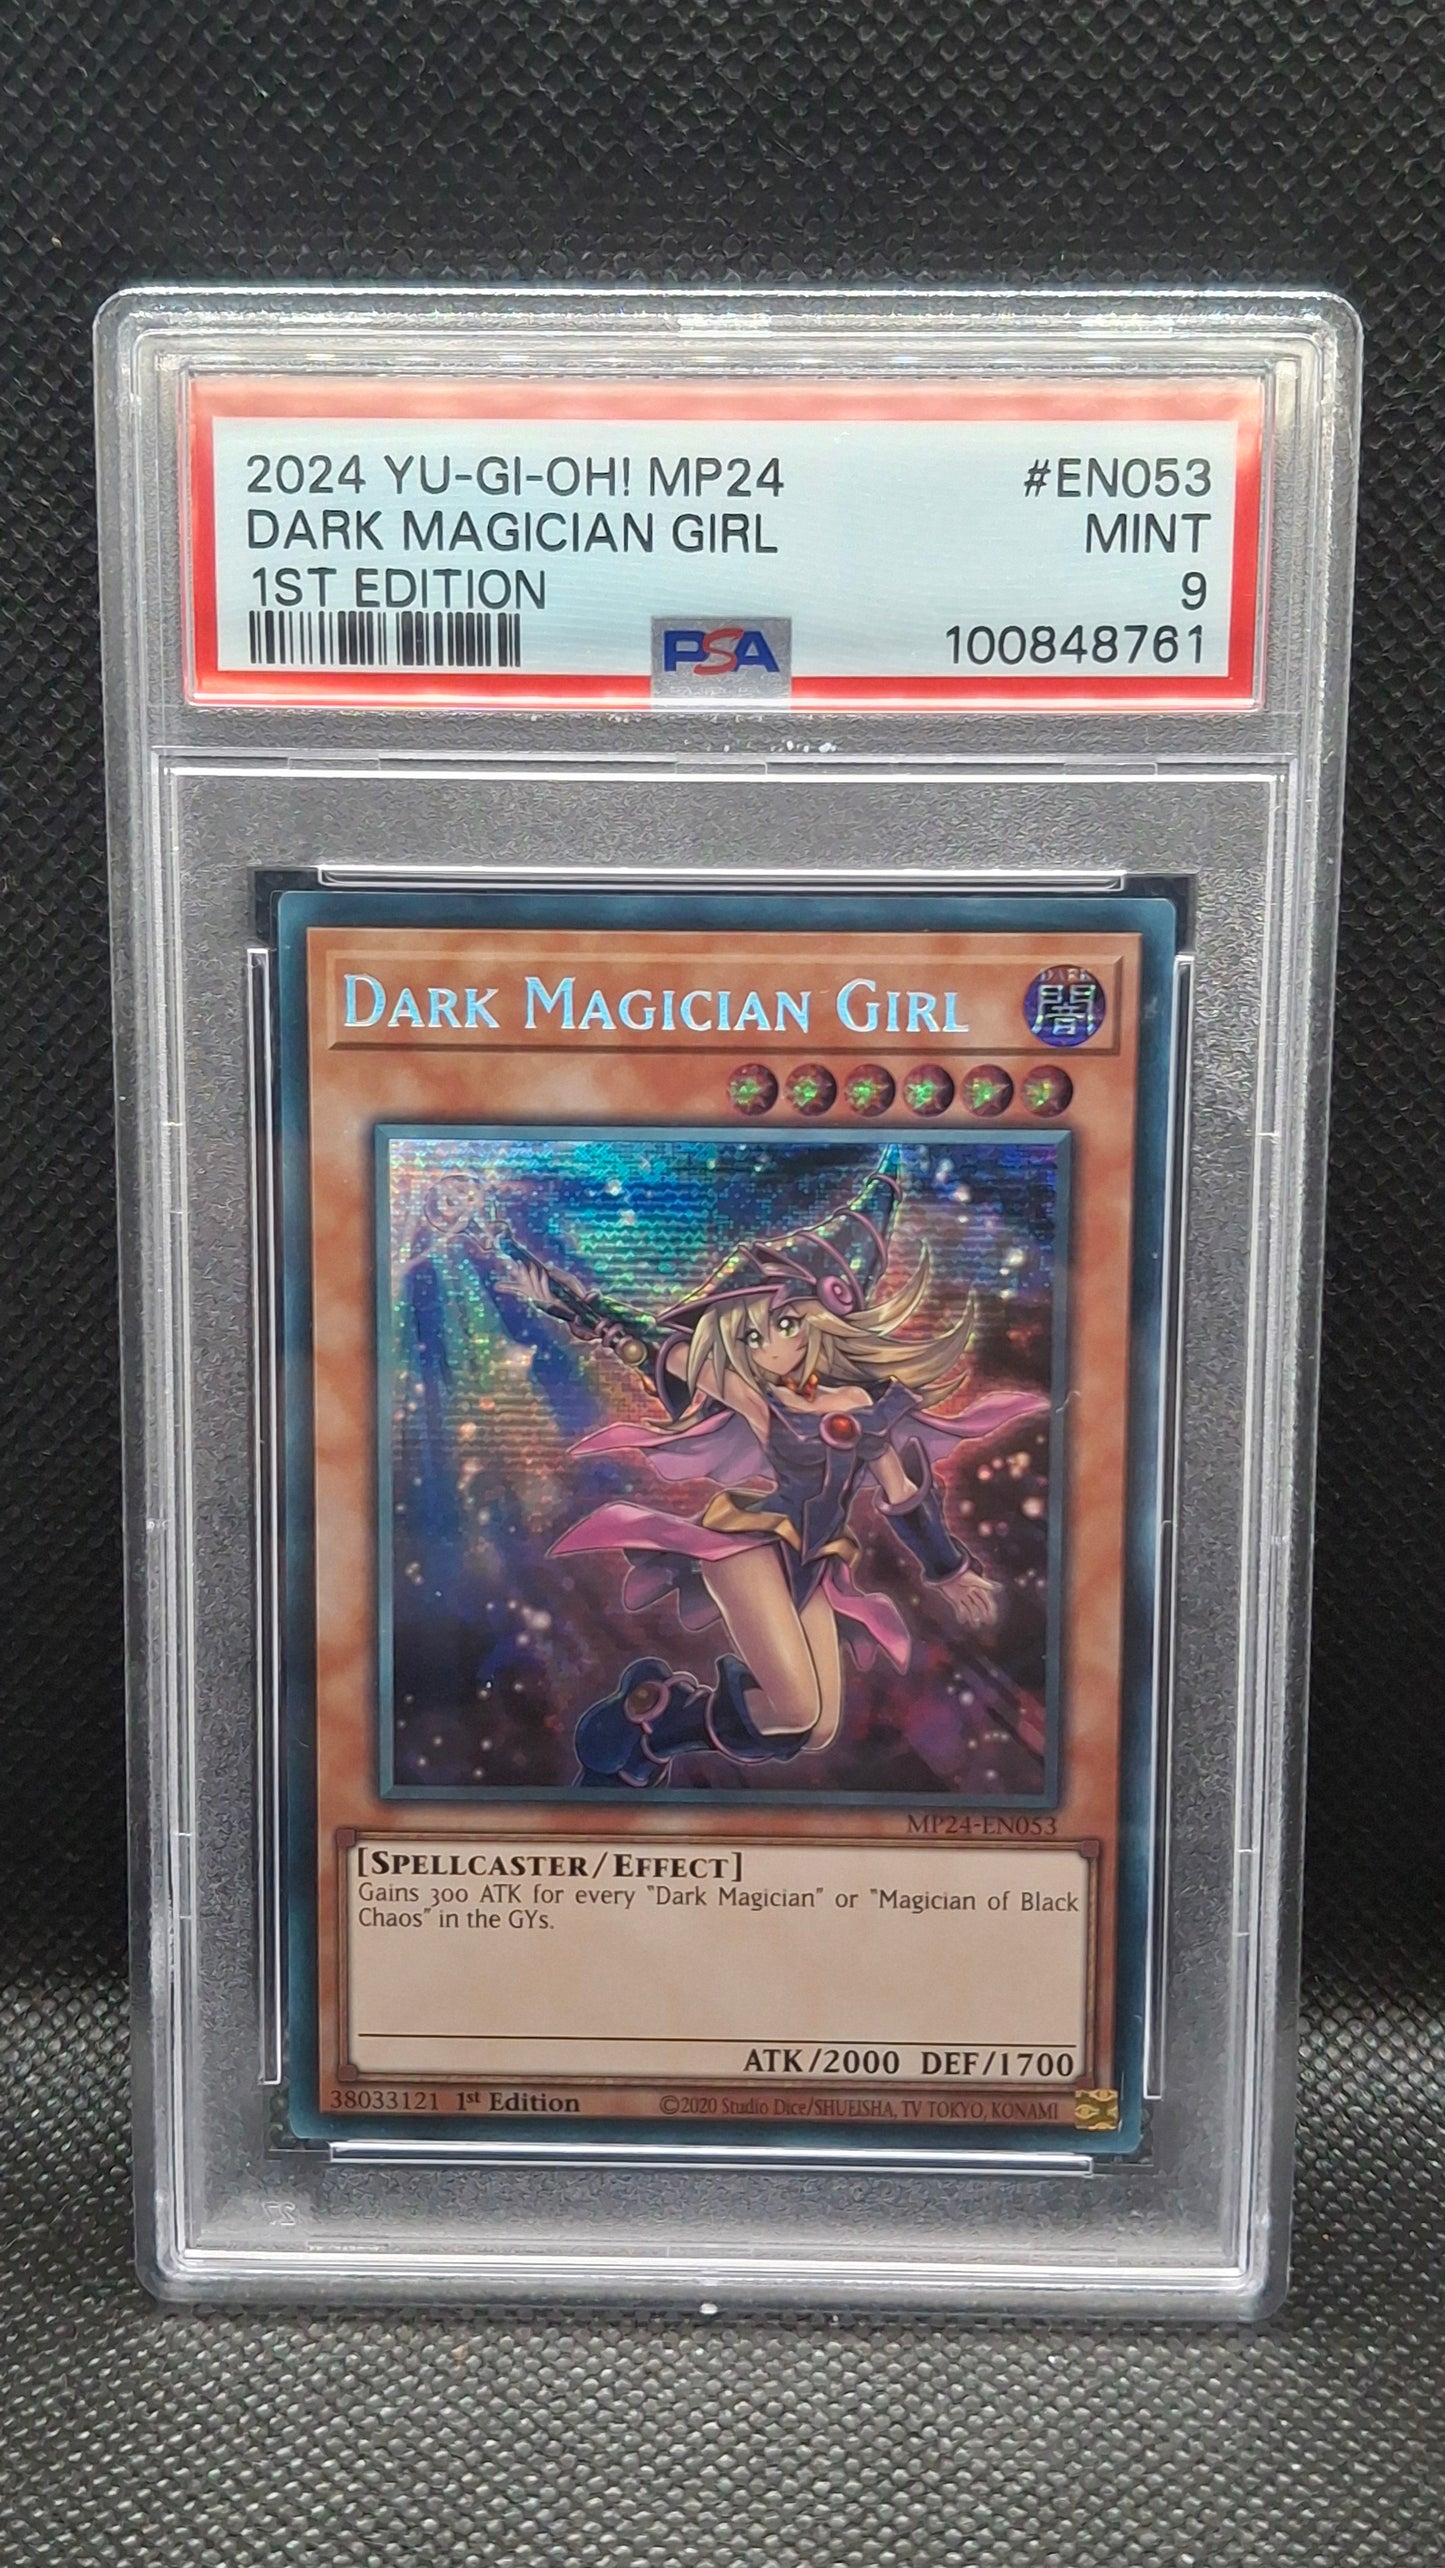 2024 YU-GI-OH! MP24 #EN053
DARK MAGICIAN GIRL MINT
1ST EDITION 9
PSA 100848761
DARK MAGICIAN GIRL
DARK
闇
MP24-EN053
[SPELLCASTER/EFFECT]
Gains 300 ATK for every "Dark Magician" or "Magician of Black
Chaos" in the GYs.
ATK/2000 DEF/1700
38033121 1st Edition ©2020 Studio Dice/SHUEISHA, TV TOKYO, KONAMI
27